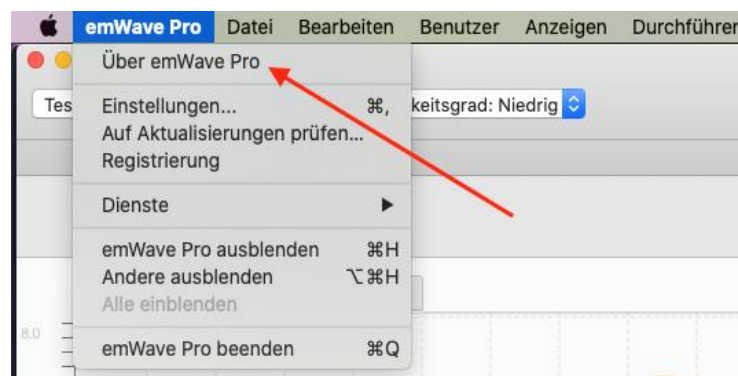 emWave Pro Datei Bearbeiten Benutzer Anzeigen Durchführen
Über emWave Pro
Tes
Einstellungen... ⌘,
keitsgrad: Niedrig
Auf Aktualisierungen prüfen...
Registrierung
Dienste ▶
emWave Pro ausblenden ⌘H
Andere ausblenden ⌥⌘H
Alle einblenden
8.0
emWave Pro beenden ⌘Q